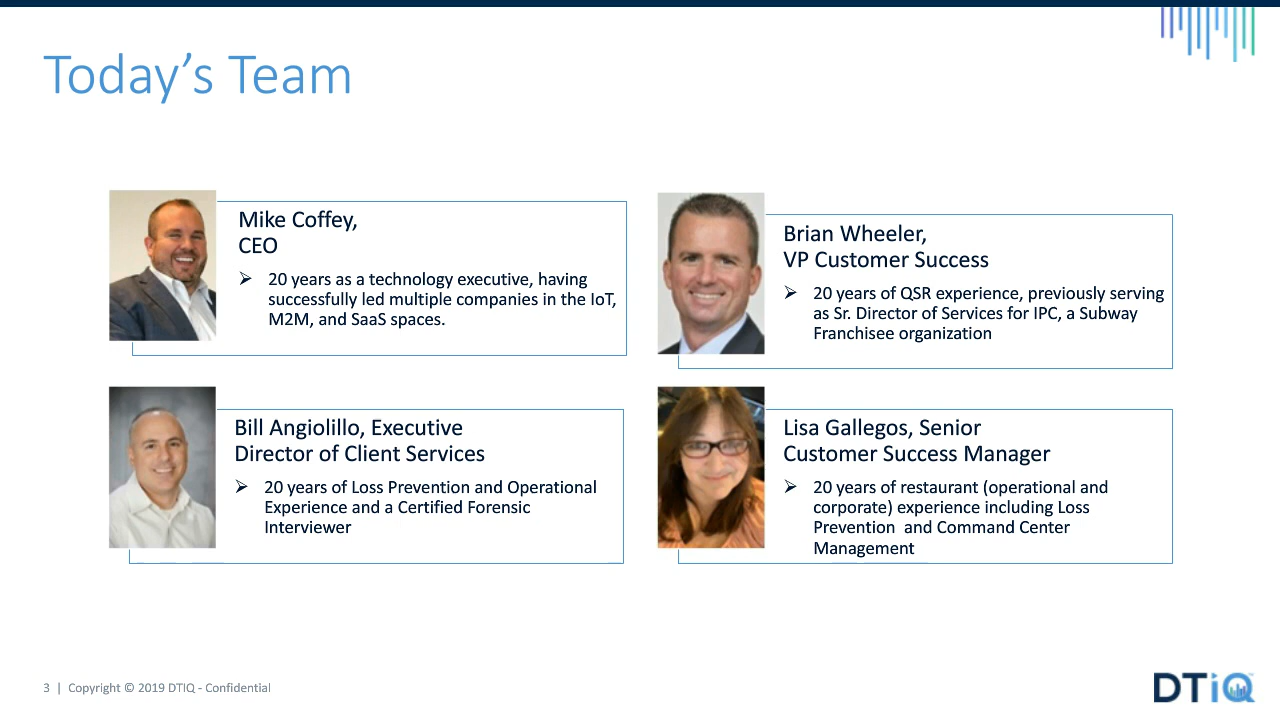 Today’s Team
Mike Coffey,
CEO
➢ 20 years as a technology executive, having
successfully led multiple companies in the IoT,
M2M, and SaaS spaces.
Brian Wheeler,
VP Customer Success
➢ 20 years of QSR experience, previously serving
as Sr. Director of Services for IPC, a Subway
Franchisee organization
Bill Angiolillo, Executive
Director of Client Services
➢ 20 years of Loss Prevention and Operational
Experience and a Certified Forensic
Interviewer
Lisa Gallegos, Senior
Customer Success Manager
➢ 20 years of restaurant (operational and
corporate) experience including Loss
Prevention  and Command Center
Management
3 | Copyright © 2019 DTIQ - Confidential
DTiQ